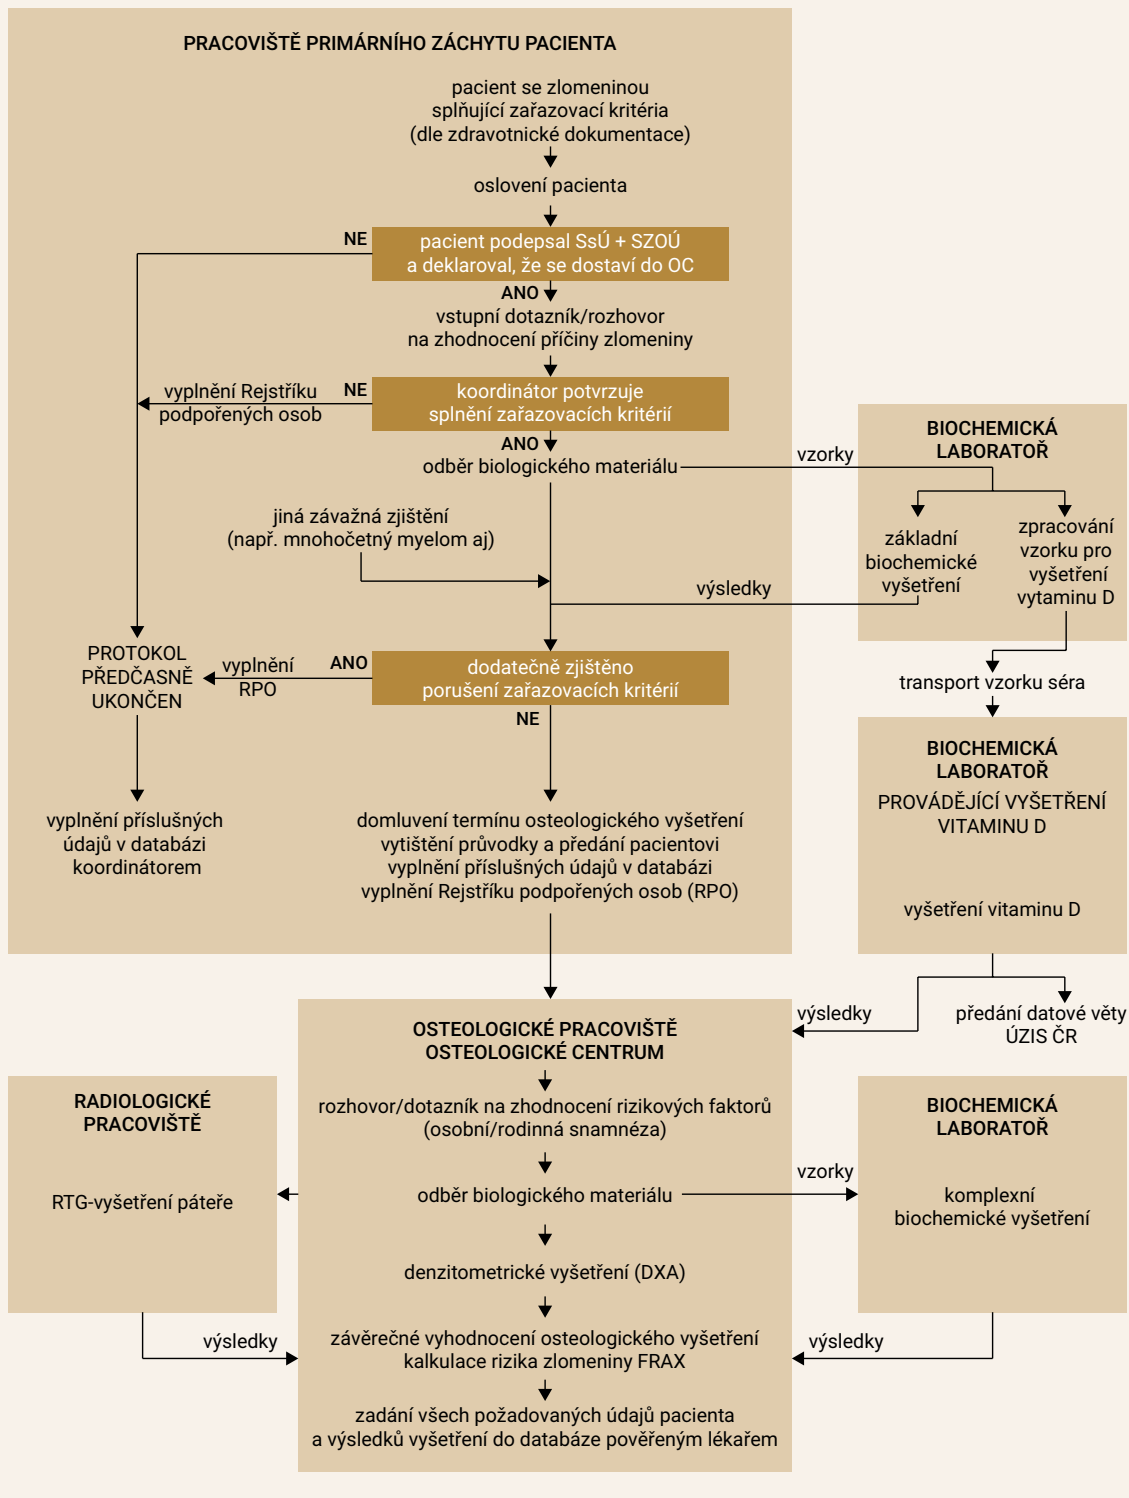 PRACOVIŠTĚ PRIMÁRNÍHO ZÁCHYTU PACIENTA
pacient se zlomeninou
splňující zařazovací kritéria
(dle zdravotnické dokumentace)
oslovení pacienta
NE
pacient podepsal SsÚ + SZOÚ
a deklaroval, že se dostaví do OC
ANO
vstupní dotazník/rozhovor
na zhodnocení příčiny zlomeniny
vyplnění Rejstříku
podpořených osob
NE
koordinátor potvrzuje
splnění zařazovacích kritérií
ANO
odběr biologického materiálu
vzorky
BIOCHEMICKÁ
LABORATOŘ
základní
biochemické
vyšetření
zpracování
vzorku pro
vyšetření
vytaminu D
jiná závažná zjištění
(např. mnohočetný myelom aj)
výsledky
PROTOKOL
PŘEDČASNĚ
UKONČEN
vyplnění
RPO
ANO
dodatečně zjištěno
porušení zařazovacích kritérií
NE
transport vzorku séra
BIOCHEMICKÁ
LABORATOŘ
PROVÁDĚJÍCÍ VYŠETŘENÍ
VITAMINU D
vyšetření vitaminu D
vyplnění příslušných
údajů v databázi
koordinátorem
domluvení termínu osteologického vyšetření
vytištění průvodky a předání pacientovi
vyplnění příslušných údajů v databázi
vyplnění Rejstříku podpořených osob (RPO)
výsledky
předání datové věty
ÚZIS ČR
OSTEOLOGICKÉ PRACOVIŠTĚ
OSTEOLOGICKÉ CENTRUM
rozhovor/dotazník na zhodnocení rizikových faktorů
(osobní/rodinná snamnéza)
RADIOLOGICKÉ
PRACOVIŠTĚ
RTG-vyšetření páteře
odběr biologického materiálu
vzorky
BIOCHEMICKÁ
LABORATOŘ
komplexní
biochemické vyšetření
denzitometrické vyšetření (DXA)
výsledky
závěrečné vyhodnocení osteologického vyšetření
kalkulace rizika zlomeniny FRAX
výsledky
zadání všech požadovaných údajů pacienta
a výsledků vyšetření do databáze pověřeným lékařem